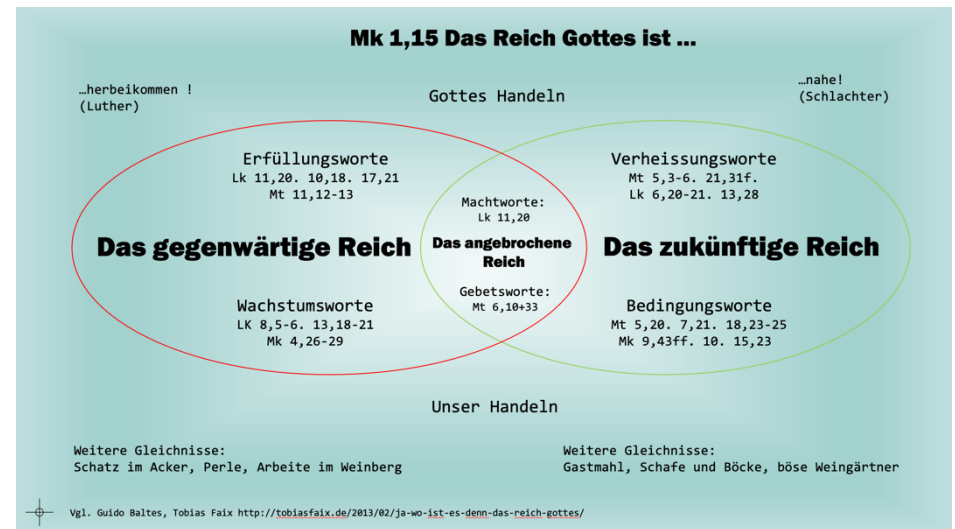 Mk 1,15 Das Reich Gottes ist ...
…herbeikommen !
(Luther)
Gottes Handeln
…nahe!
(Schlachter)
Erfüllungsworte
Lk 11,20. 10,18. 17,21
Mt 11,12-13
Machtworte:
Lk 11,20
Verheissungsworte
Mt 5,3-6. 21,31f.
Lk 6,20-21. 13,28
Das gegenwärtige Reich
Das angebrochene
Reich
Das zukünftige Reich
Wachstumsworte
LK 8,5-6. 13,18-21
Mk 4,26-29
Gebetsworte:
Mt 6,10+33
Bedingungsworte
Mt 5,20. 7,21. 18,23-25
Mk 9,43ff. 10. 15,23
Unser Handeln
Weitere Gleichnisse:
Schatz im Acker, Perle, Arbeite im Weinberg
Weitere Gleichnisse:
Gastmahl, Schafe und Böcke, böse Weingärtner
Vgl. Guido Baltes, Tobias Faix http://tobiasfaix.de/2013/02/ja-wo-ist-es-denn-das-reich-gottes/